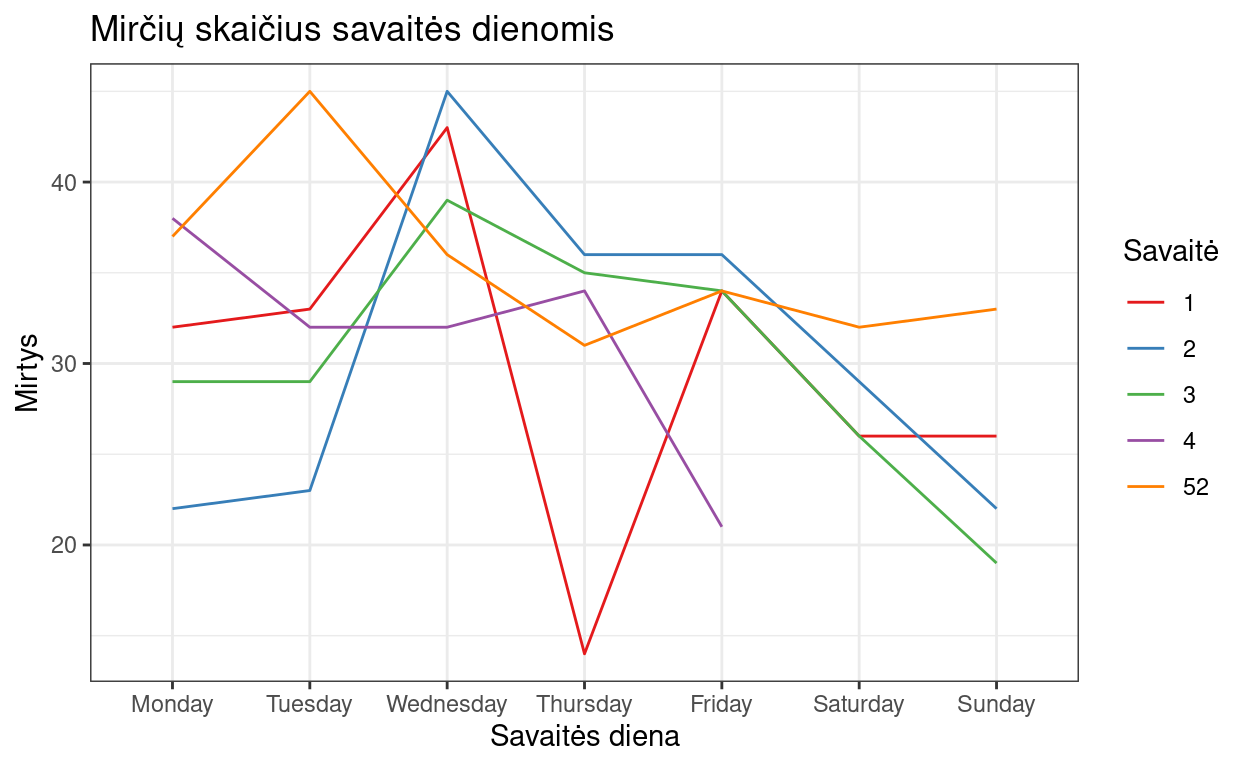 Mirčių skaičius savaitės dienomis
Mirtys
40
30
20
Monday Tuesday Wednesday Thursday Friday Saturday Sunday
Savaitės diena
Savaitė
1
2
3
4
52